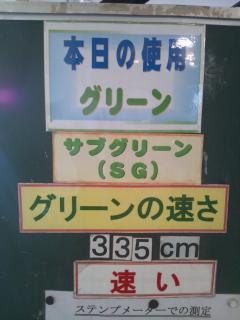 本日の使用
グリーン
サブグリーン
(SG)
グリーンの速さ
335cm
速い
ステンプメーターでの測定